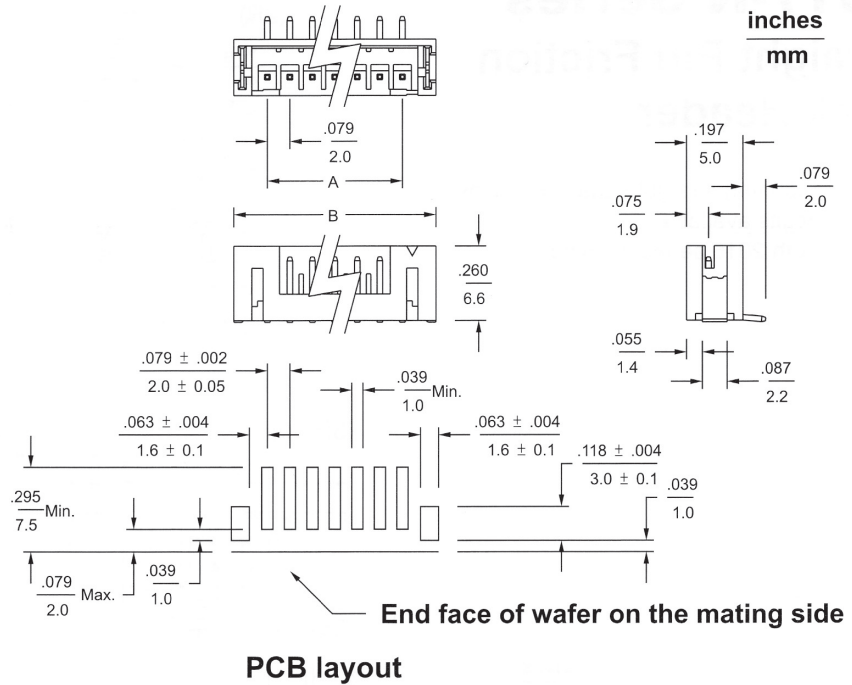 inches
mm
.079
2.0
A
B
.197
5.0
.079
2.0
.075
1.9
.260
6.6
.055
1.4
.087
2.2
.079 ± .002
2.0 ± 0.05
.039 Min.
1.0
.063 ± .004
1.6 ± 0.1
.063 ± .004
1.6 ± 0.1
.118 ± .004
3.0 ± 0.1
.039
1.0
.295 Min.
7.5
.079 Max.
2.0
.039
1.0
End face of wafer on the mating side
PCB layout